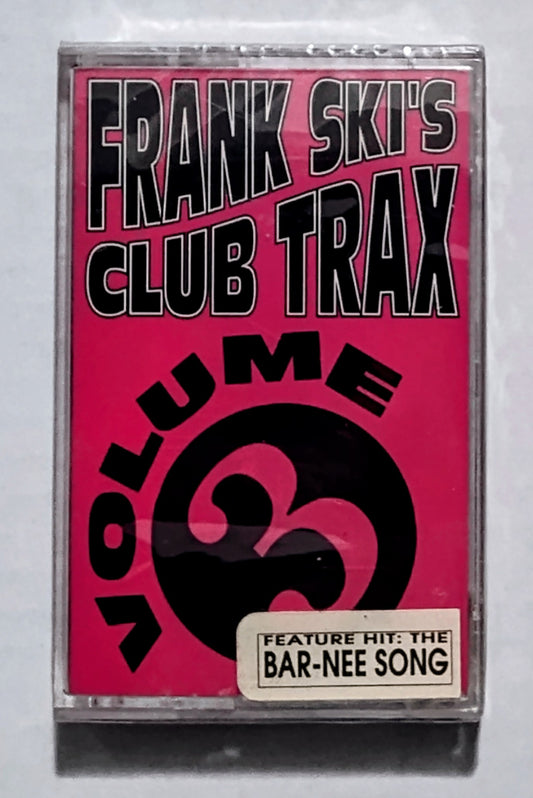 FRANK SKI'S
CLUB TRAX
VOLUME
3
FEATURE HIT: THE
BAR-NEE SONG